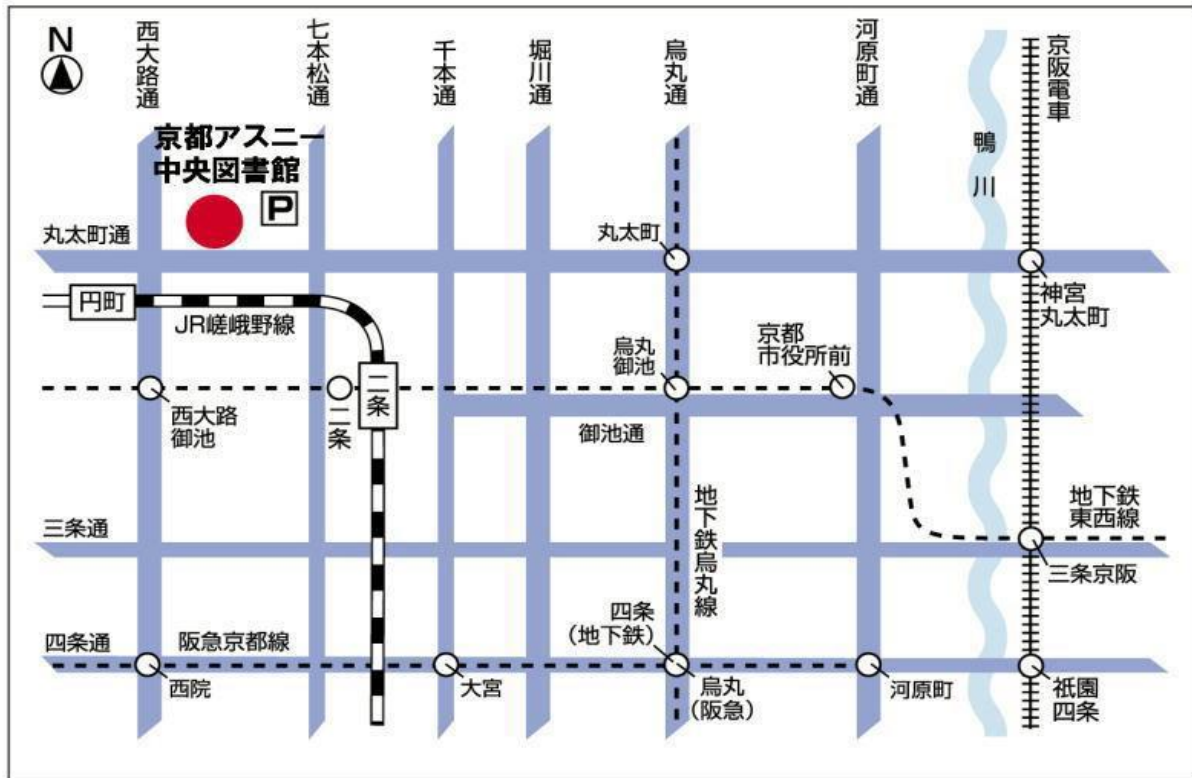 N
西大路通
七本松通
千本通
堀川通
烏丸通
河原町通
京阪電車
鴨川
京都アスニー
中央図書館
P
丸太町通
丸太町
神宮
丸太町
円町
JR嵯峨野線
烏丸
御池
京都
市役所前
二条
西大路
御池
二条
御池通
地下鉄烏丸線
地下鉄
東西線
三条通
三条京阪
四条通
阪急京都線
四条
(地下鉄)
西院
大宮
烏丸
(阪急)
河原町
祇園
四条